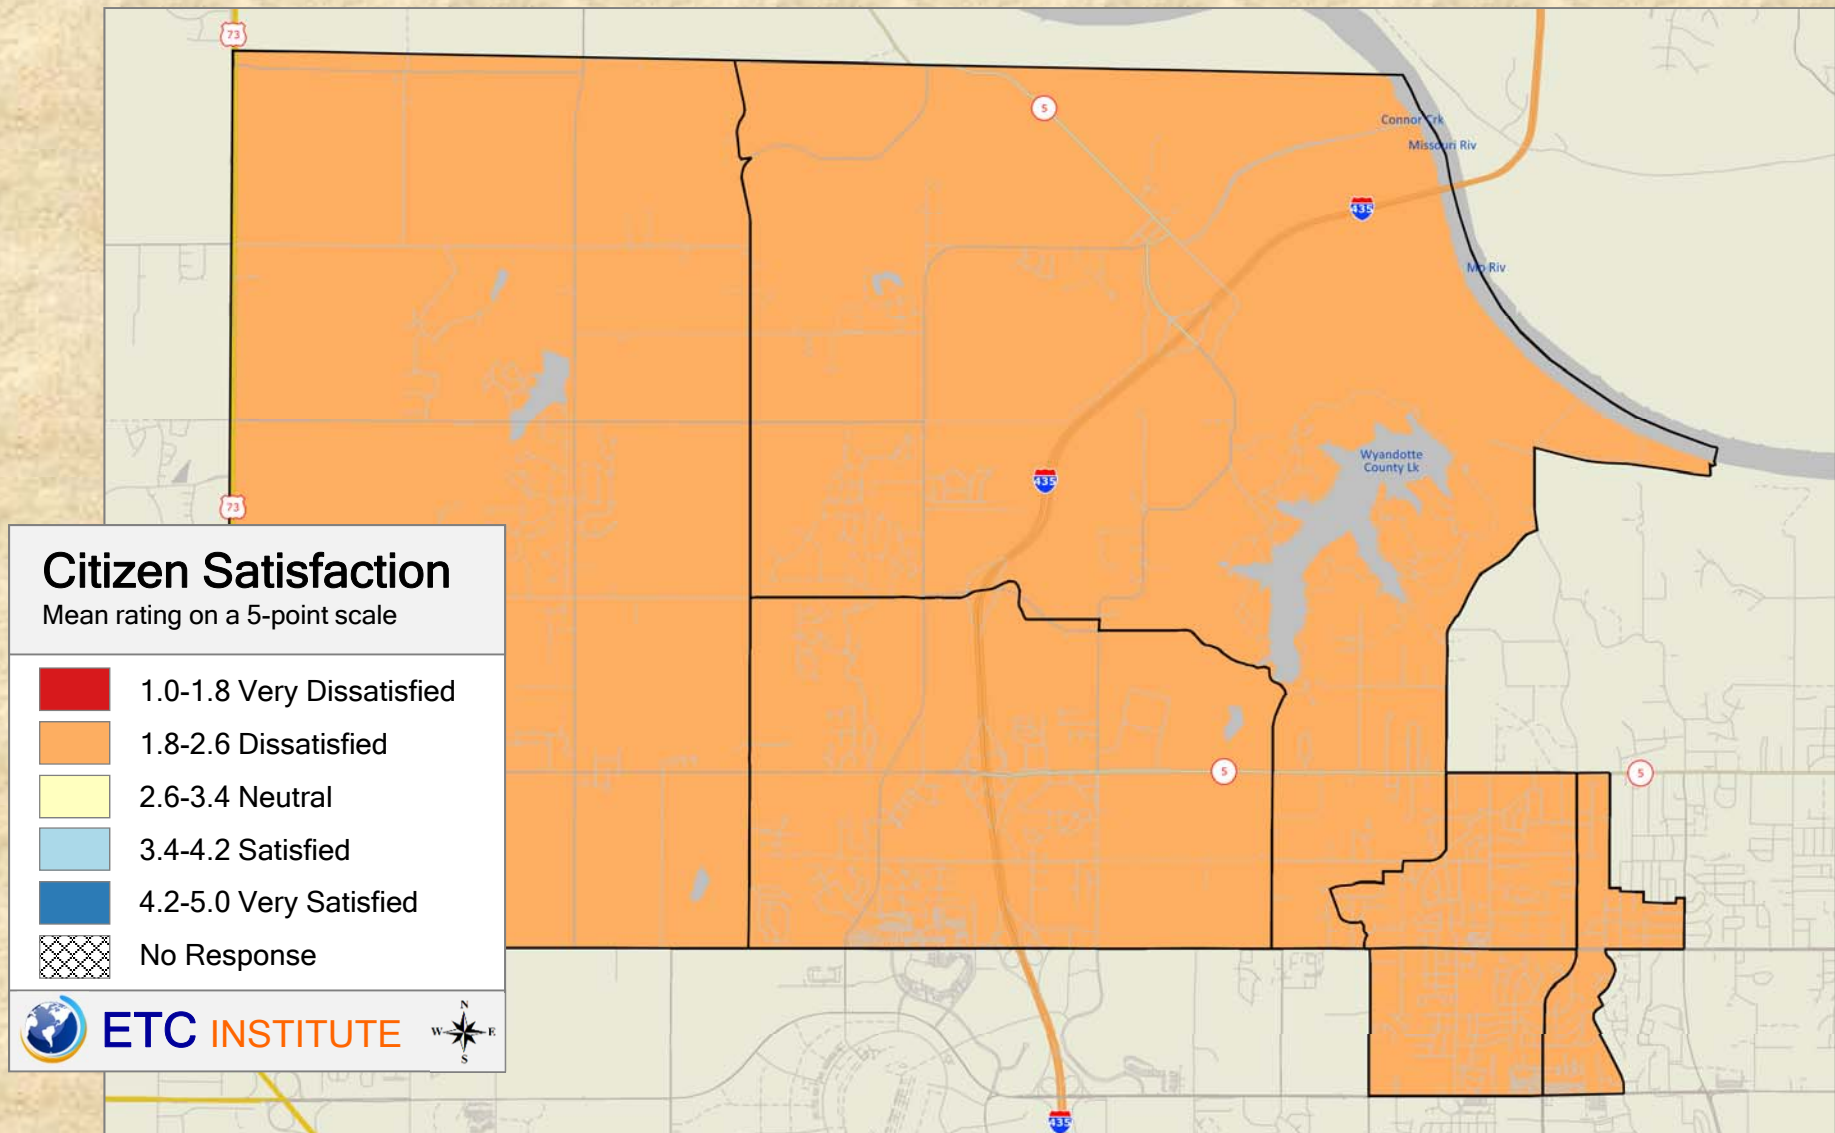 73
5
Connor Crk
Missouri Riv
435
Mo Riv
Wyandotte
County Lk
435
73
Citizen Satisfaction
Mean rating on a 5-point scale
1.0-1.8 Very Dissatisfied
1.8-2.6 Dissatisfied
2.6-3.4 Neutral
3.4-4.2 Satisfied
4.2-5.0 Very Satisfied
No Response
ETC INSTITUTE
N
W E
S
5
5
435